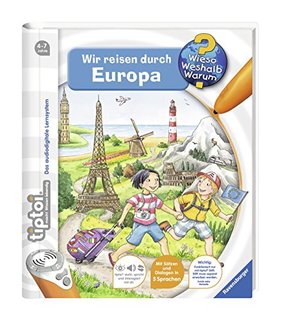 4-7
Jahre
Wir reisen durch
Europa
Wieso
Weshalb
Warum
?
Das audiodigitale Lernsystem
tiptoi
Mit Sätzen und
Dialogen in
5 Sprachen
Wichtig:
Ravensburger